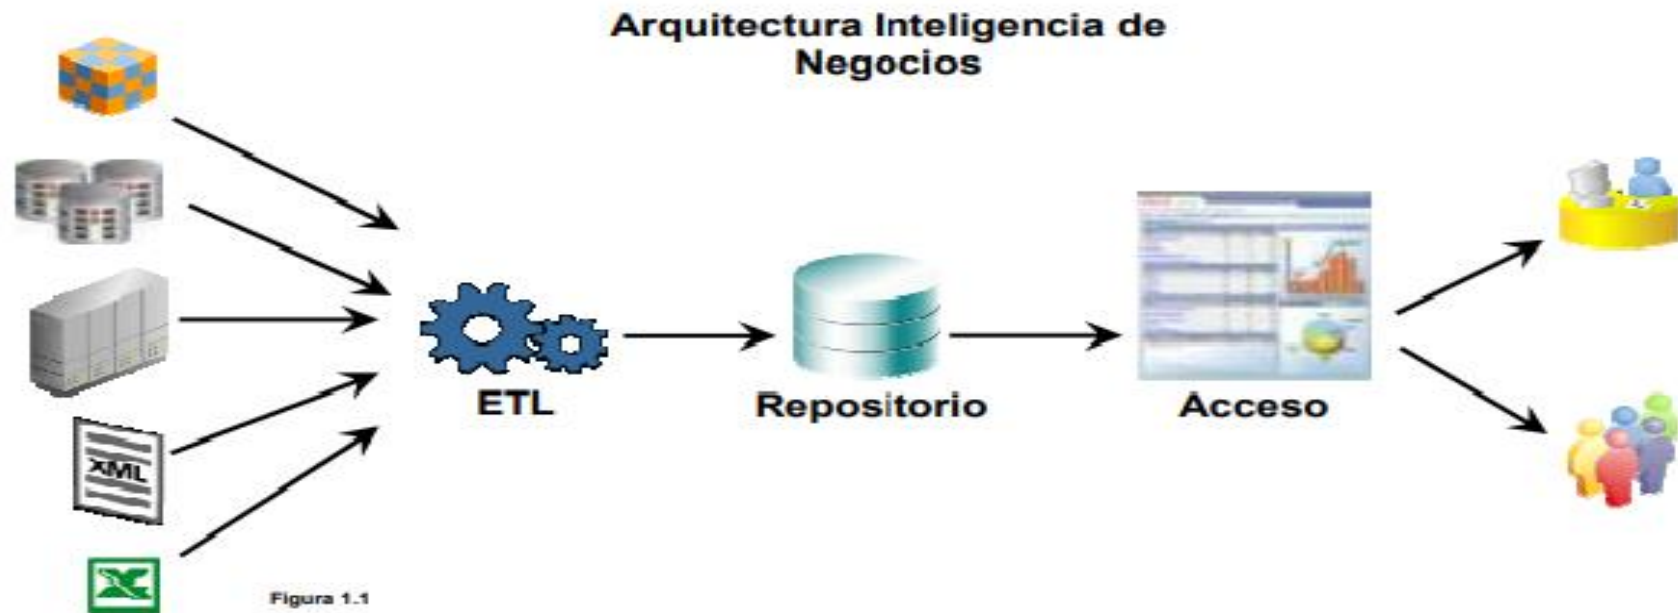 Arquitectura Inteligencia de
Negocios
XML
ETL
Repositorio
Acceso
Figura 1.1